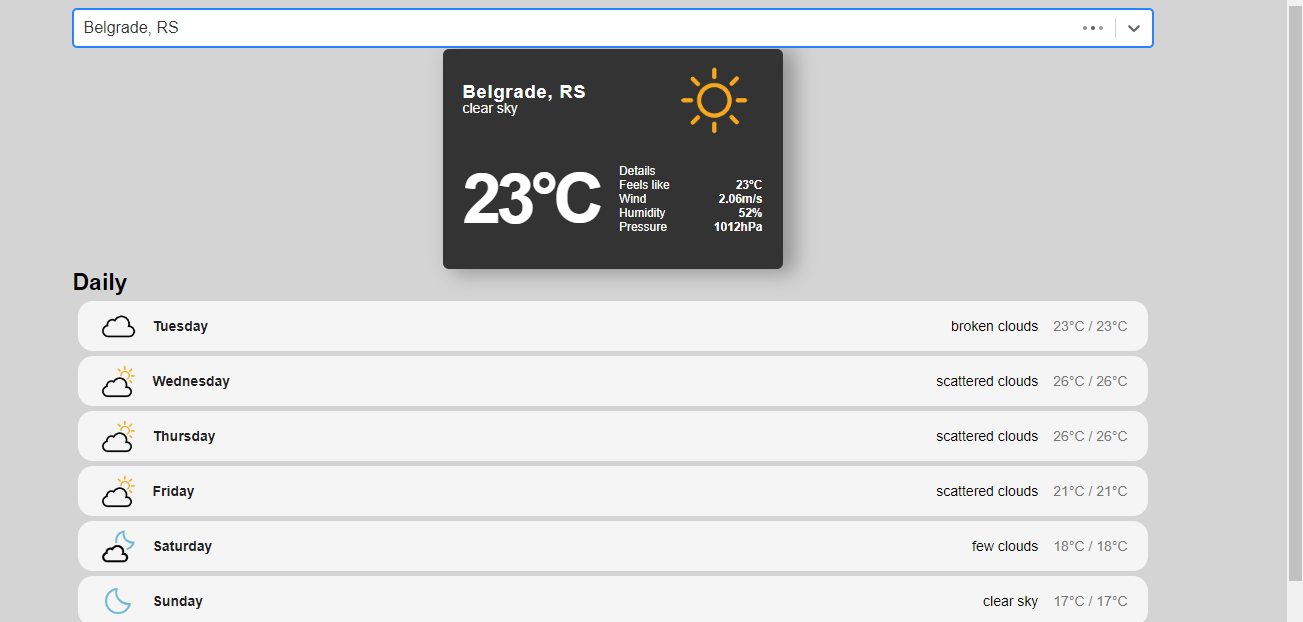 Belgrade, RS
Belgrade, RS
clear sky
23°C
Details
Feels like 23°C
Wind 2.06m/s
Humidity 52%
Pressure 1012hPa
Daily
Tuesday broken clouds 23°C / 23°C
Wednesday scattered clouds 26°C / 26°C
Thursday scattered clouds 26°C / 26°C
Friday scattered clouds 21°C / 21°C
Saturday few clouds 18°C / 18°C
Sunday clear sky 17°C / 17°C